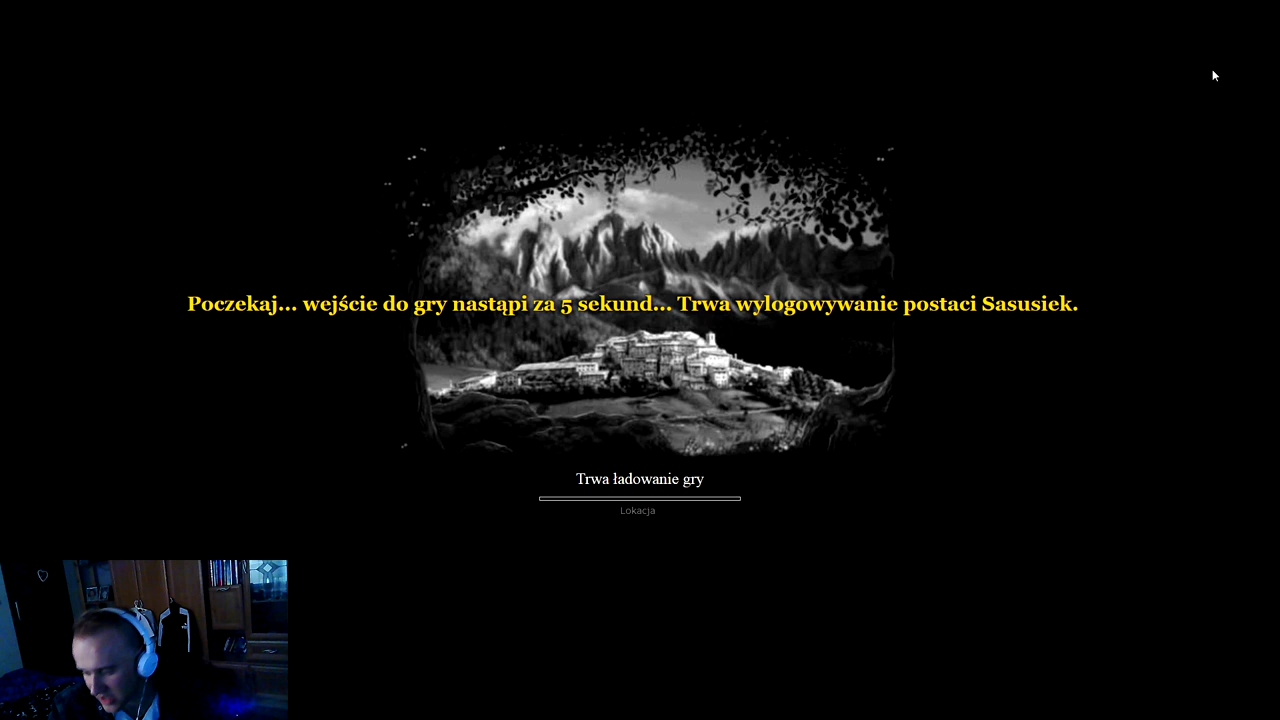 Poczekaj... wejście do gry nastąpi za 5 sekund... Trwa wylogowywanie postaci Sasusiek.
Trwa ładowanie gry
Lokacja